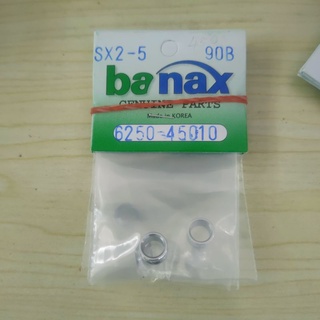 SX2-5 90B
banax
GENUINE PARTS
Made in KOREA
6250-45010